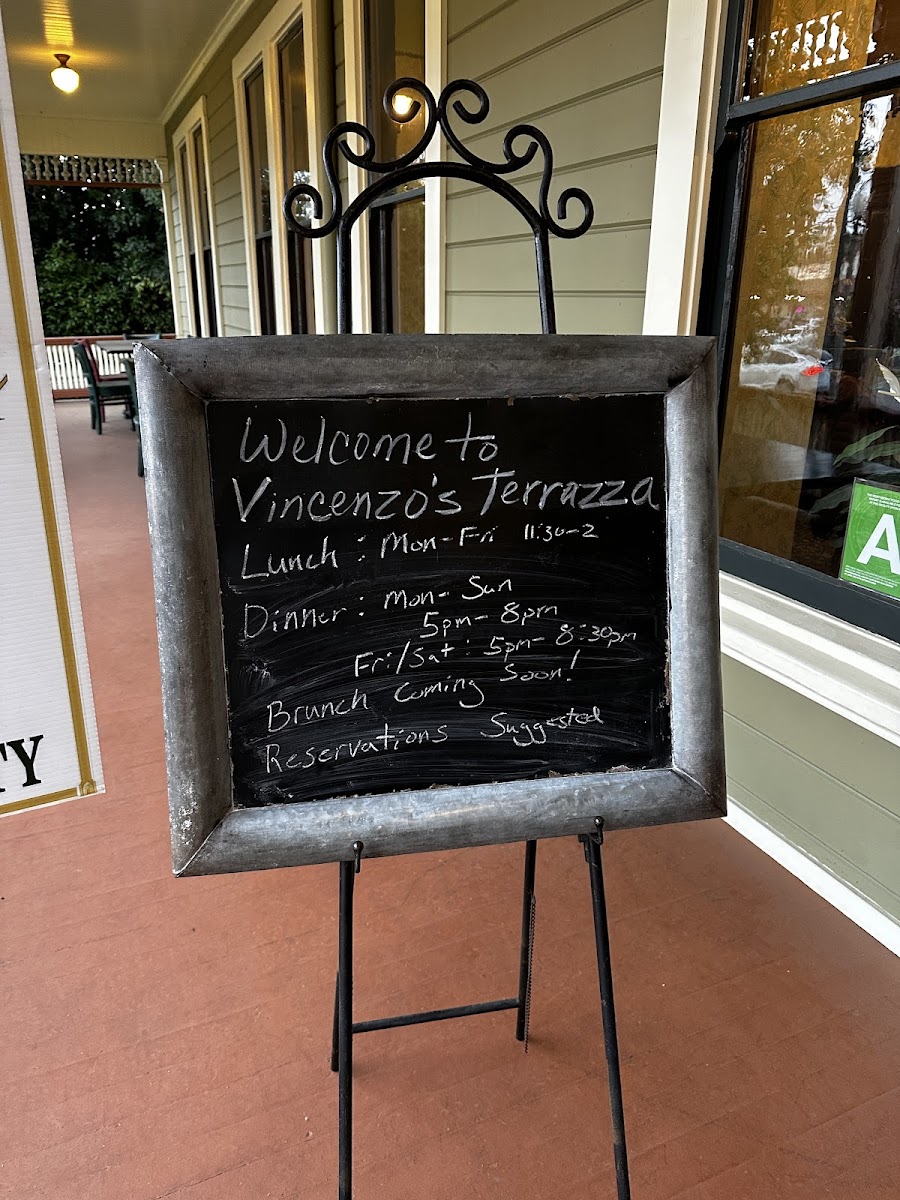 Welcome to
Vincenzo's Terrazza
Lunch : Mon-Fri 11:30-2
Dinner: Mon- Sun
5pm- 8pm
Fri/Sat: 5pm- 8:30pm
Brunch Coming Soon!
Reservations Suggested
TY
A